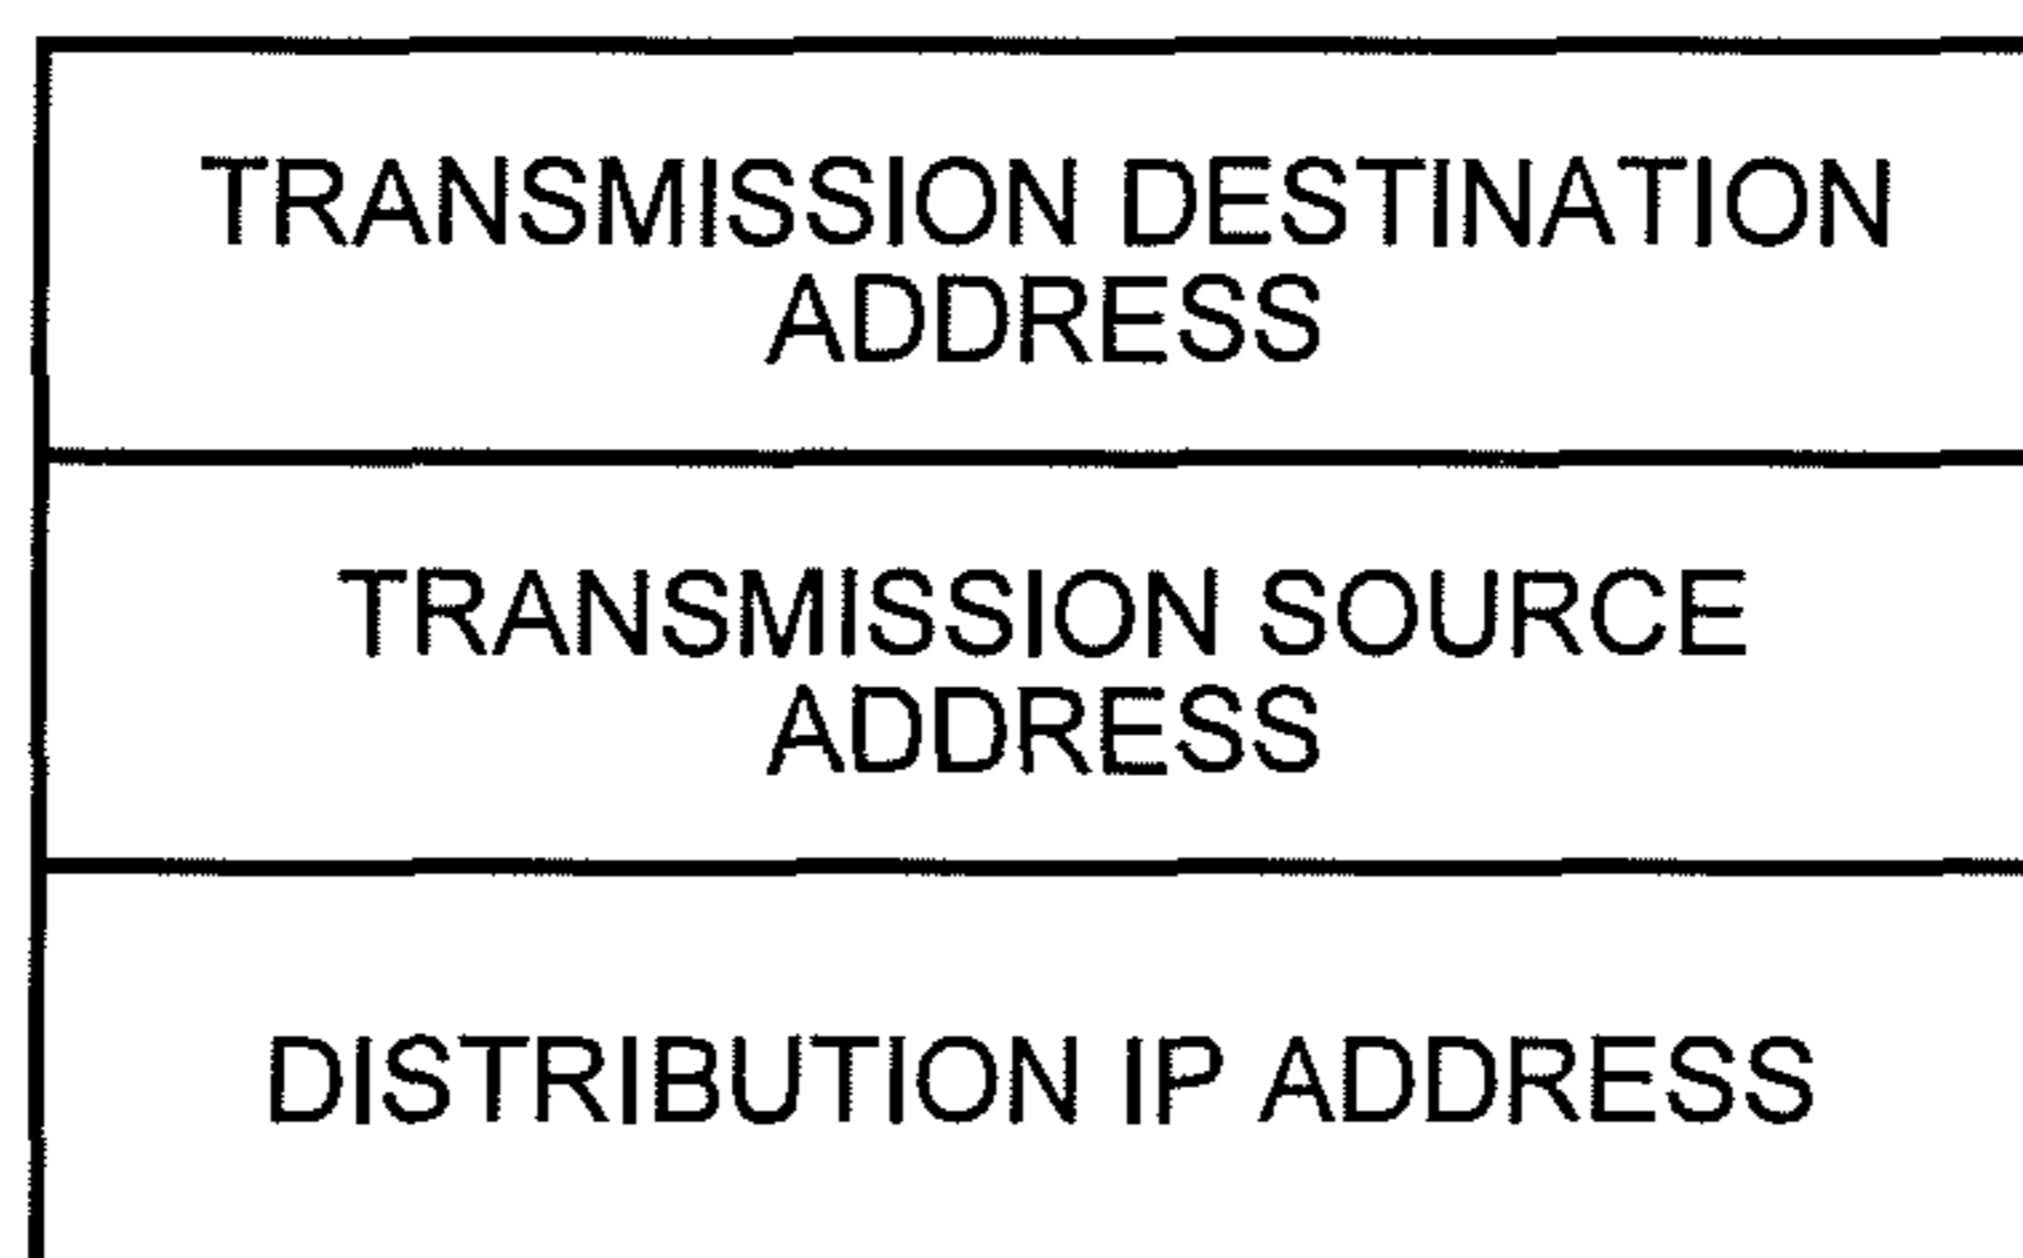 TRANSMISSION DESTINATION
ADDRESS
TRANSMISSION SOURCE
ADDRESS
DISTRIBUTION IP ADDRESS